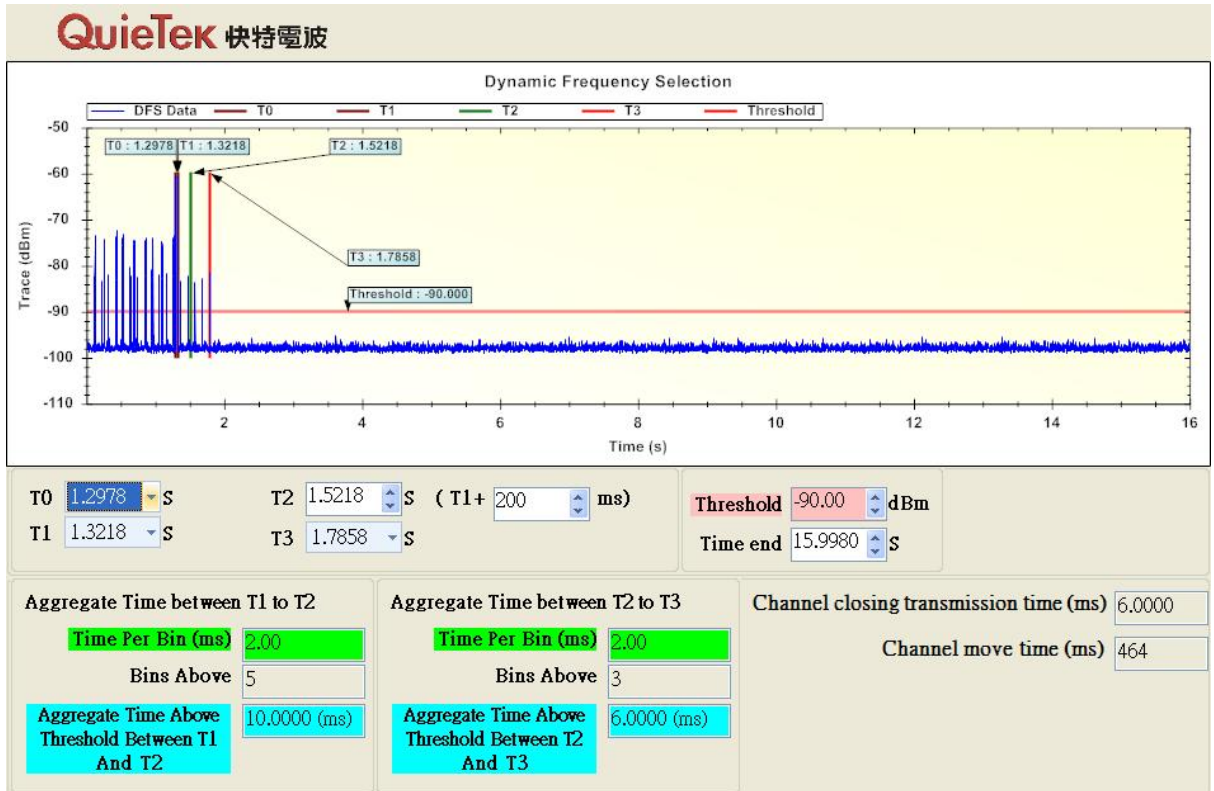 QuieTek 快特電波
Dynamic Frequency Selection
DFS Data T0 T1 T2 T3 Threshold
-50
T0 : 1.2978 T1 : 1.3218 T2 : 1.5218
-60
-70
Trace (dBm)
-80
T3 : 1.7858
Threshold : -90.000
-90
-100
-110
2 4 6 8 10 12 14 16
Time (s)
T0 1.2978 S T2 1.5218 S ( T1+ 200 ms) Threshold -90.00 dBm
T1 1.3218 S T3 1.7858 S Time end 15.9980 S
Aggregate Time between T1 to T2
Time Per Bin (ms) 2.00
Bins Above 5
Aggregate Time Above 10.0000 (ms)
Threshold Between T1
And T2
Aggregate Time between T2 to T3
Time Per Bin (ms) 2.00
Bins Above 3
Aggregate Time Above 6.0000 (ms)
Threshold Between T2
And T3
Channel closing transmission time (ms) 6.0000
Channel move time (ms) 464